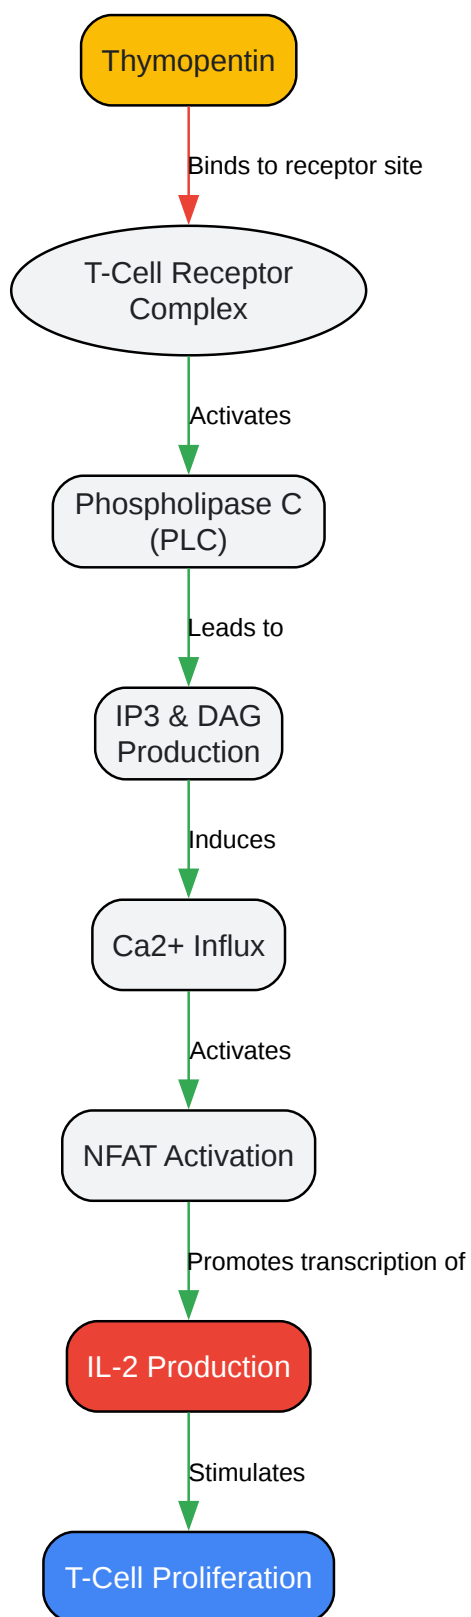 Thymopentin
Binds to receptor site
T-Cell Receptor
Complex
Activates
Phospholipase C
(PLC)
Leads to
IP3 & DAG
Production
Induces
Ca2+ Influx
Activates
NFAT Activation
Promotes transcription of
IL-2 Production
Stimulates
T-Cell Proliferation